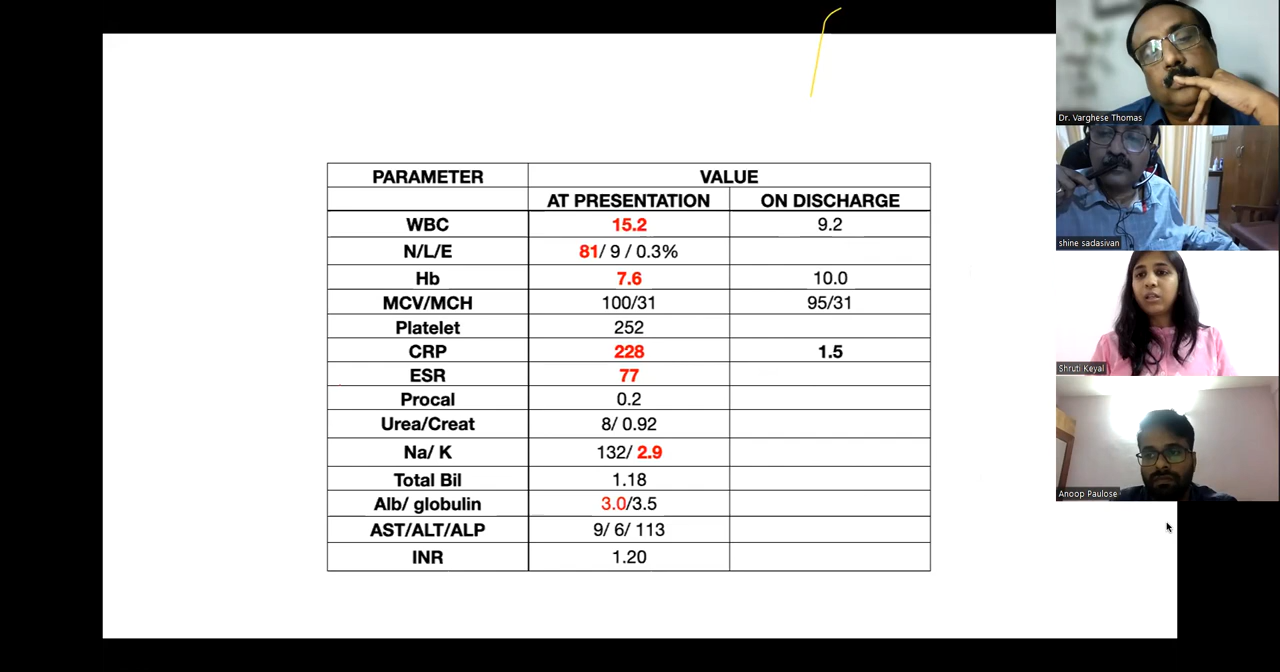 PARAMETER VALUE
AT PRESENTATION ON DISCHARGE
WBC 15.2 9.2
N/L/E 81/ 9 / 0.3%
Hb 7.6 10.0
MCV/MCH 100/31 95/31
Platelet 252
CRP 228 1.5
ESR 77
Procal 0.2
Urea/Creat 8/ 0.92
Na/ K 132/ 2.9
Total Bil 1.18
Alb/ globulin 3.0/3.5
AST/ALT/ALP 9/ 6/ 113
INR 1.20
Dr. Varghese Thomas
shine sadasivan
Shruti Keyal
Anoop Paulose